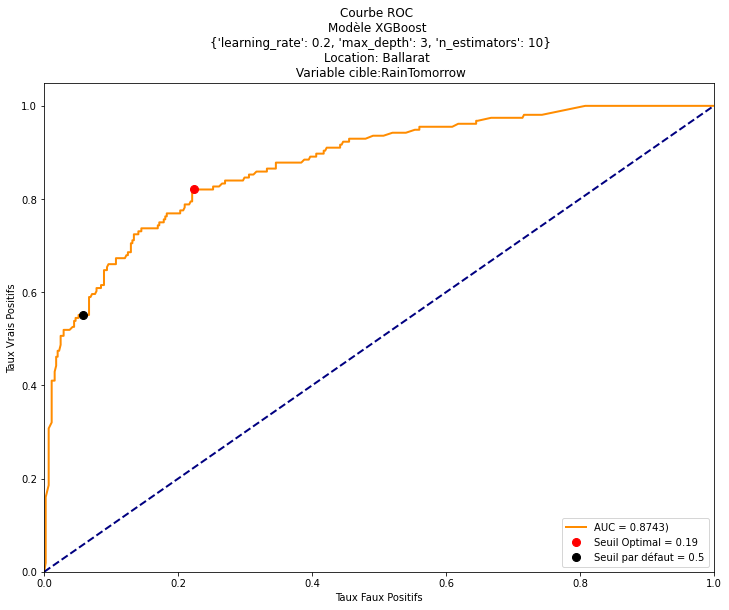 Courbe ROC
Modèle XGBoost
{'learning_rate': 0.2, 'max_depth': 3, 'n_estimators': 10}
Location: Ballarat
Variable cible:RainTomorrow
Taux Vrais Positifs
1.0
0.8
0.6
0.4
0.2
0.0
0.0 0.2 0.4 0.6 0.8 1.0
Taux Faux Positifs
AUC = 0.8743)
Seuil Optimal = 0.19
Seuil par défaut = 0.5